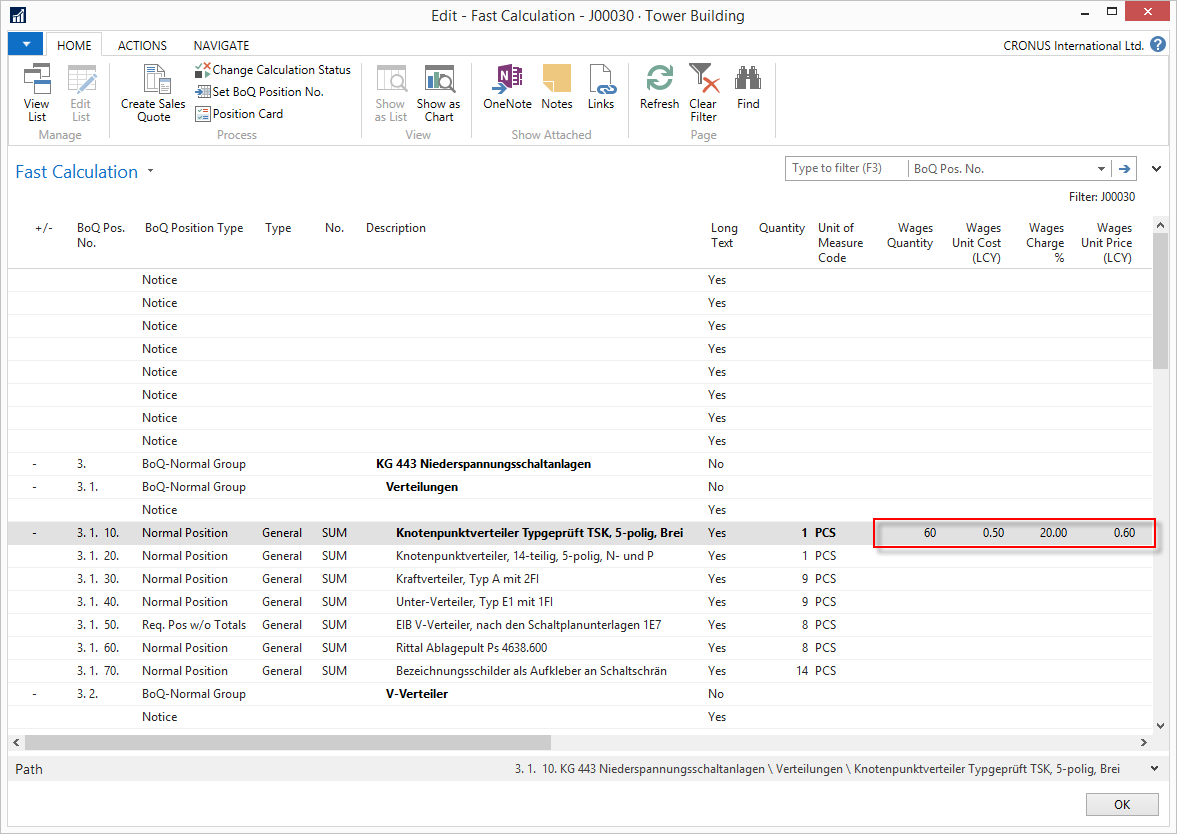 Edit - Fast Calculation - J00030 · Tower Building
HOME ACTIONS NAVIGATE CRONUS International Ltd. ?
View List
Edit List
Manage
Create Sales Quote
Change Calculation Status
Set BoQ Position No.
Position Card
Process
Show as List
Show as Chart
View
OneNote
Notes
Links
Show Attached
Refresh
Clear Filter
Find
Page
Fast Calculation
Type to filter (F3) BoQ Pos. No.
Filter: J00030
+/- BoQ Pos. No. BoQ Position Type Type No. Description Long Text Quantity Unit of Measure Code Wages Quantity Wages Unit Cost (LCY) Wages Charge % Wages Unit Price (LCY)
Notice Yes
Notice Yes
Notice Yes
Notice Yes
Notice Yes
Notice Yes
Notice Yes
Notice Yes
- 3. BoQ-Normal Group KG 443 Niederspannungsschaltanlagen No
- 3. 1. BoQ-Normal Group Verteilungen No
Notice Yes
- 3. 1. 10. Normal Position General SUM Knotenpunktverteiler Typgeprüft TSK, 5-polig, Brei Yes 1 PCS 60 0.50 20.00 0.60
3. 1. 20. Normal Position General SUM Knotenpunktverteiler, 14-teilig, 5-polig, N- und P Yes 1 PCS
3. 1. 30. Normal Position General SUM Kraftverteiler, Typ A mit 2FI Yes 9 PCS
3. 1. 40. Normal Position General SUM Unter-Verteiler, Typ E1 mit 1FI Yes 9 PCS
3. 1. 50. Req. Pos w/o Totals General SUM EIB V-Verteiler, nach den Schaltplanunterlagen 1E7 Yes 8 PCS
3. 1. 60. Normal Position General SUM Rittal Ablagepult Ps 4638.600 Yes 8 PCS
3. 1. 70. Normal Position General SUM Bezeichnungsschilder als Aufkleber an Schaltschrän Yes 14 PCS
- 3. 2. BoQ-Normal Group V-Verteiler No
Notice Yes
Path 3. 1. 10. KG 443 Niederspannungsschaltanlagen \ Verteilungen \ Knotenpunktverteiler Typgeprüft TSK, 5-polig, Brei
OK